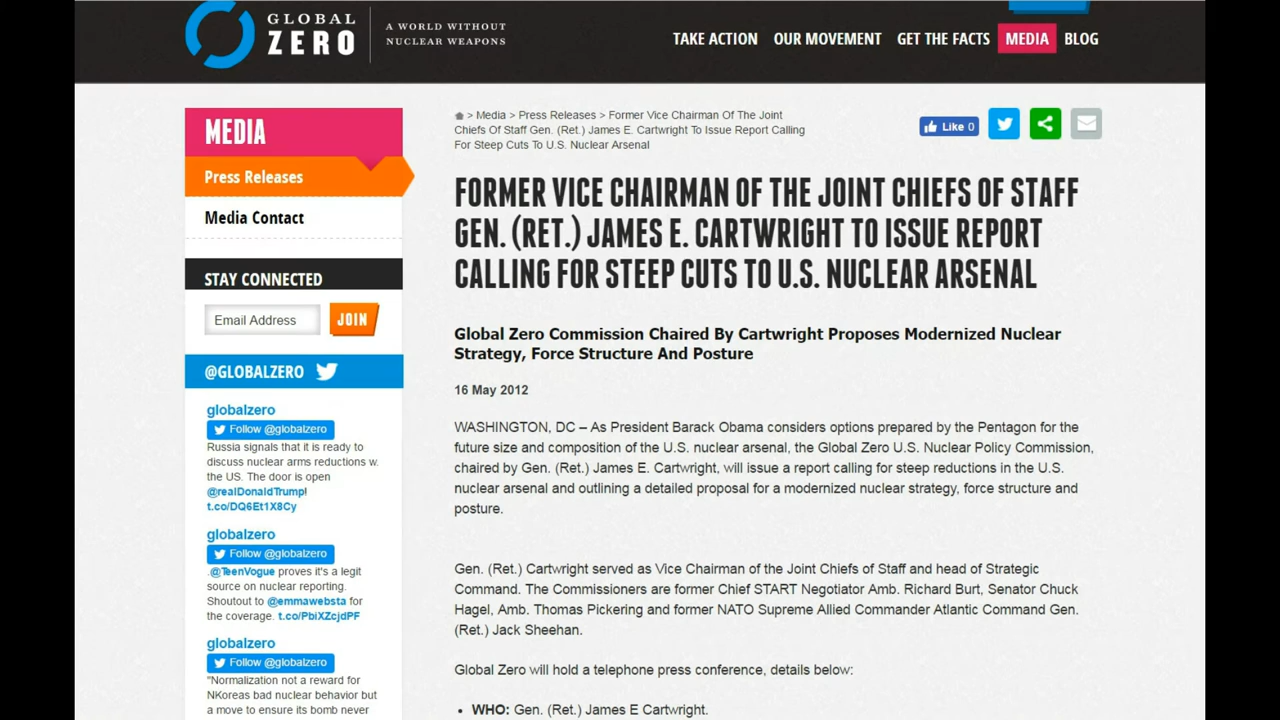 GLOBAL
ZERO
A WORLD WITHOUT
NUCLEAR WEAPONS
TAKE ACTION
OUR MOVEMENT
GET THE FACTS
MEDIA
BLOG
MEDIA
Press Releases
Media Contact
STAY CONNECTED
Email Address
JOIN
@GLOBALZERO
globalzero
Follow @globalzero
Russia signals that it is ready to
discuss nuclear arms reductions w.
the US. The door is open
@realDonaldTrump!
t.co/DQ6Et1X8Cy
globalzero
Follow @globalzero
.@TeenVogue proves it's a legit
source on nuclear reporting.
Shoutout to @emmawebsta for
the coverage. t.co/PbiXZcjdPF
globalzero
Follow @globalzero
"Normalization not a reward for
NKoreas bad nuclear behavior but
a move to ensure its bomb never
> Media > Press Releases > Former Vice Chairman Of The Joint
Chiefs Of Staff Gen. (Ret.) James E. Cartwright To Issue Report Calling
For Steep Cuts To U.S. Nuclear Arsenal
Like 0
FORMER VICE CHAIRMAN OF THE JOINT CHIEFS OF STAFF
GEN. (RET.) JAMES E. CARTWRIGHT TO ISSUE REPORT
CALLING FOR STEEP CUTS TO U.S. NUCLEAR ARSENAL
Global Zero Commission Chaired By Cartwright Proposes Modernized Nuclear
Strategy, Force Structure And Posture
16 May 2012
WASHINGTON, DC – As President Barack Obama considers options prepared by the Pentagon for the
future size and composition of the U.S. nuclear arsenal, the Global Zero U.S. Nuclear Policy Commission,
chaired by Gen. (Ret.) James E. Cartwright, will issue a report calling for steep reductions in the U.S.
nuclear arsenal and outlining a detailed proposal for a modernized nuclear strategy, force structure and
posture.
Gen. (Ret.) Cartwright served as Vice Chairman of the Joint Chiefs of Staff and head of Strategic
Command. The Commissioners are former Chief START Negotiator Amb. Richard Burt, Senator Chuck
Hagel, Amb. Thomas Pickering and former NATO Supreme Allied Commander Atlantic Command Gen.
(Ret.) Jack Sheehan.
Global Zero will hold a telephone press conference, details below:
• WHO: Gen. (Ret.) James E Cartwright.